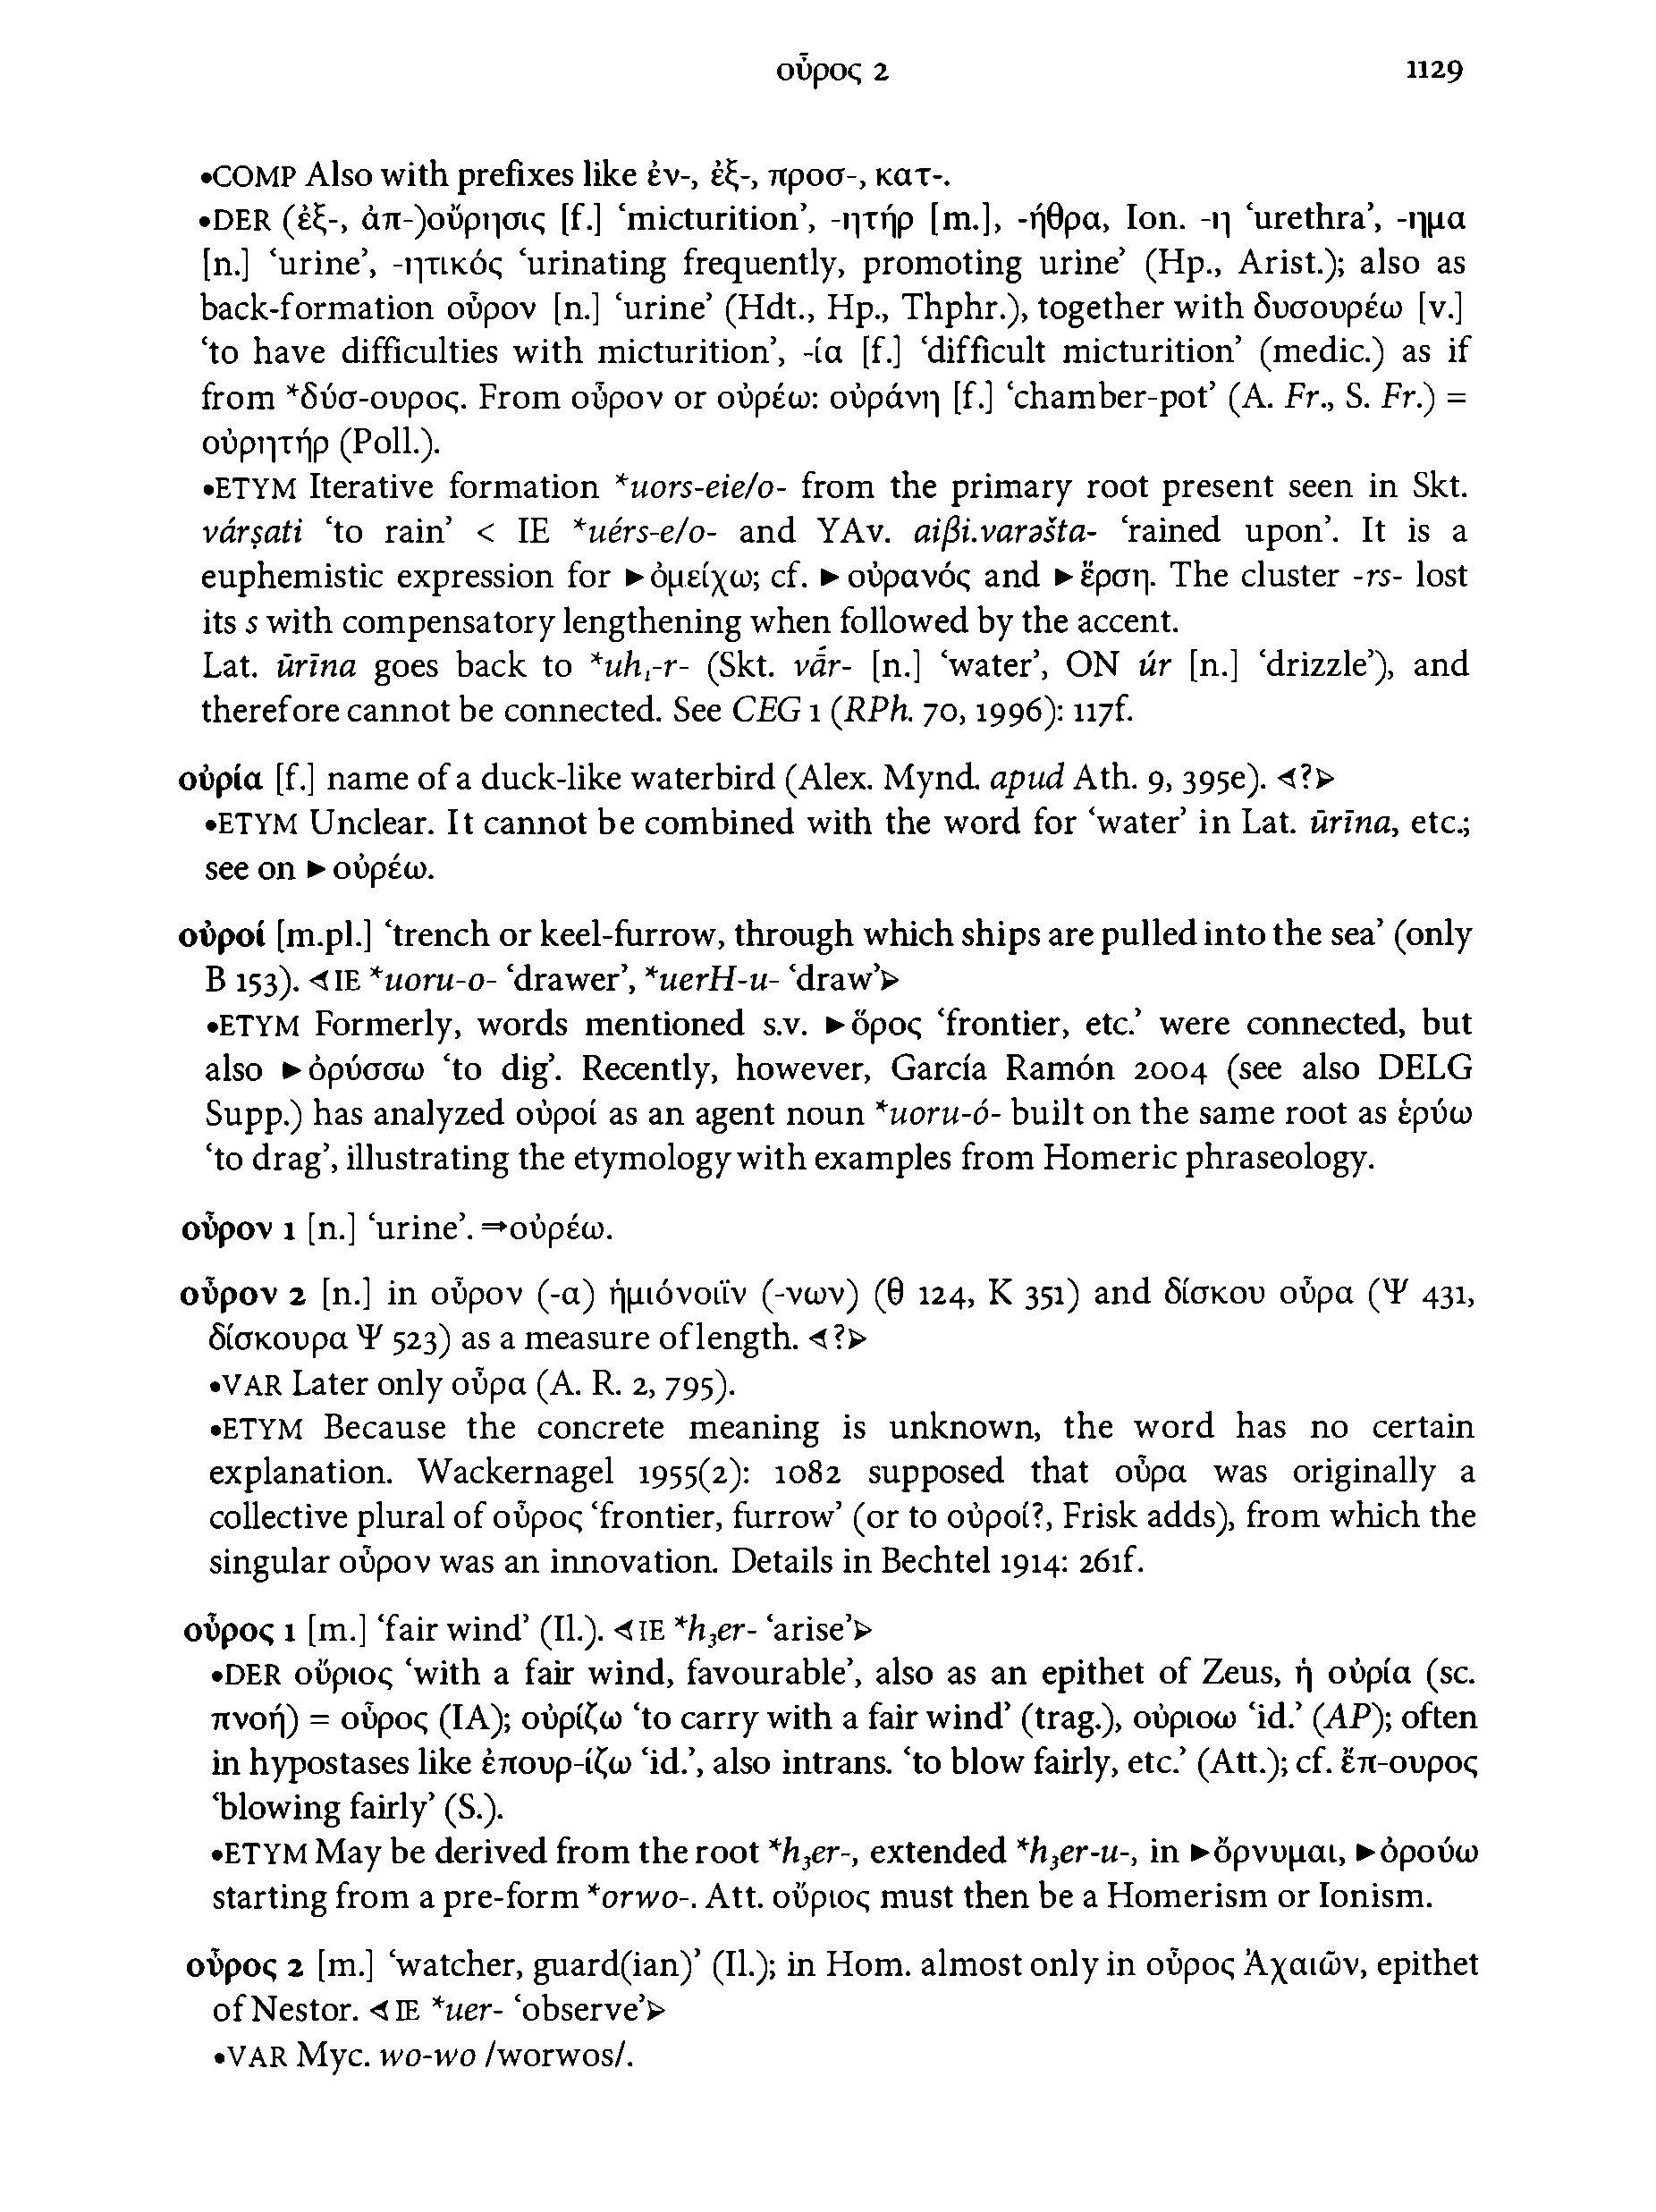 οὖρος 2 1129
•COMP Also with prefixes like ἐν-, ἐξ-, προσ-, κατ-.
•DER (ἐξ-, ἀπ-)οὔρησις [f.] ‘micturition’, -ητήρ [m.], -ήθρα, Ion. -η ‘urethra’, -ημα
[n.] ‘urine’, -ητικός ‘urinating frequently, promoting urine’ (Hp., Arist.); also as
back-formation οὖρον [n.] ‘urine’ (Hdt., Hp., Thphr.), together with δυσουρέω [v.]
‘to have difficulties with micturition’, -ία [f.] ‘difficult micturition’ (medic.) as if
from *δύσ-ουρος. From οὖρον or οὐρέω: οὐράνη [f.] ‘chamber-pot’ (A. Fr., S. Fr.) =
οὐρητήρ (Poll.).
•ETYM Iterative formation *uors-eie/o- from the primary root present seen in Skt.
várṣati ‘to rain’ < IE *uérs-e/o- and YAv. aiβi.varəšta- ‘rained upon’. It is a
euphemistic expression for ►ὀμείχω; cf. ►οὐρανός and ►ἕρση. The cluster -rs- lost
its s with compensatory lengthening when followed by the accent.
Lat. ūrīna goes back to *uh₁-r- (Skt. vā́r- [n.] ‘water’, ON úr [n.] ‘drizzle’), and
therefore cannot be connected. See CEG 1 (RPh. 70, 1996): 117f.
οὐρία [f.] name of a duck-like waterbird (Alex. Mynd. apud Ath. 9, 395e). ⊲?⊳
•ETYM Unclear. It cannot be combined with the word for ‘water’ in Lat. ūrīna, etc.;
see on ►οὐρέω.
οὐροί [m.pl.] ‘trench or keel-furrow, through which ships are pulled into the sea’ (only
B 153). ⊲IE *uoru-o- ‘drawer’, *uerH-u- ‘draw’⊳
•ETYM Formerly, words mentioned s.v. ►ὅρος ‘frontier, etc.’ were connected, but
also ►ὀρύσσω ‘to dig’. Recently, however, García Ramón 2004 (see also DELG
Supp.) has analyzed οὐροί as an agent noun *uoru-ó- built on the same root as ἐρύω
‘to drag’, illustrating the etymology with examples from Homeric phraseology.
οὖρον 1 [n.] ‘urine’. ⇒οὐρέω.
οὖρον 2 [n.] in οὖρον (-α) ἡμιόνοιϊν (-νων) (θ 124, K 351) and δίσκου οὖρα (Ψ 431,
δίσκουρα Ψ 523) as a measure of length. ⊲?⊳
•VAR Later only οὖρα (A. R. 2, 795).
•ETYM Because the concrete meaning is unknown, the word has no certain
explanation. Wackernagel 1955(2): 1082 supposed that οὖρα was originally a
collective plural of οὖρος ‘frontier, furrow’ (or to οὐροί?, Frisk adds), from which the
singular οὖρον was an innovation. Details in Bechtel 1914: 261f.
οὖρος 1 [m.] ‘fair wind’ (Il.). ⊲IE *h₃er- ‘arise’⊳
•DER οὔριος ‘with a fair wind, favourable’, also as an epithet of Zeus, ἡ οὐρία (sc.
πνοή) = οὖρος (IA); οὐρίζω ‘to carry with a fair wind’ (trag.), οὐριοω ‘id.’ (AP); often
in hypostases like ἐπουρ-ίζω ‘id.’, also intrans. ‘to blow fairly, etc.’ (Att.); cf. ἔπ-ουρος
‘blowing fairly’ (S.).
•ETYM May be derived from the root *h₃er-, extended *h₃er-u-, in ►ὄρνυμαι, ►ὀρούω
starting from a pre-form *orwo-. Att. οὔριος must then be a Homerism or Ionism.
οὖρος 2 [m.] ‘watcher, guard(ian)’ (Il.); in Hom. almost only in οὖρος Ἀχαιῶν, epithet
of Nestor. ⊲IE *uer- ‘observe’⊳
•VAR Myc. wo-wo /worwos/.